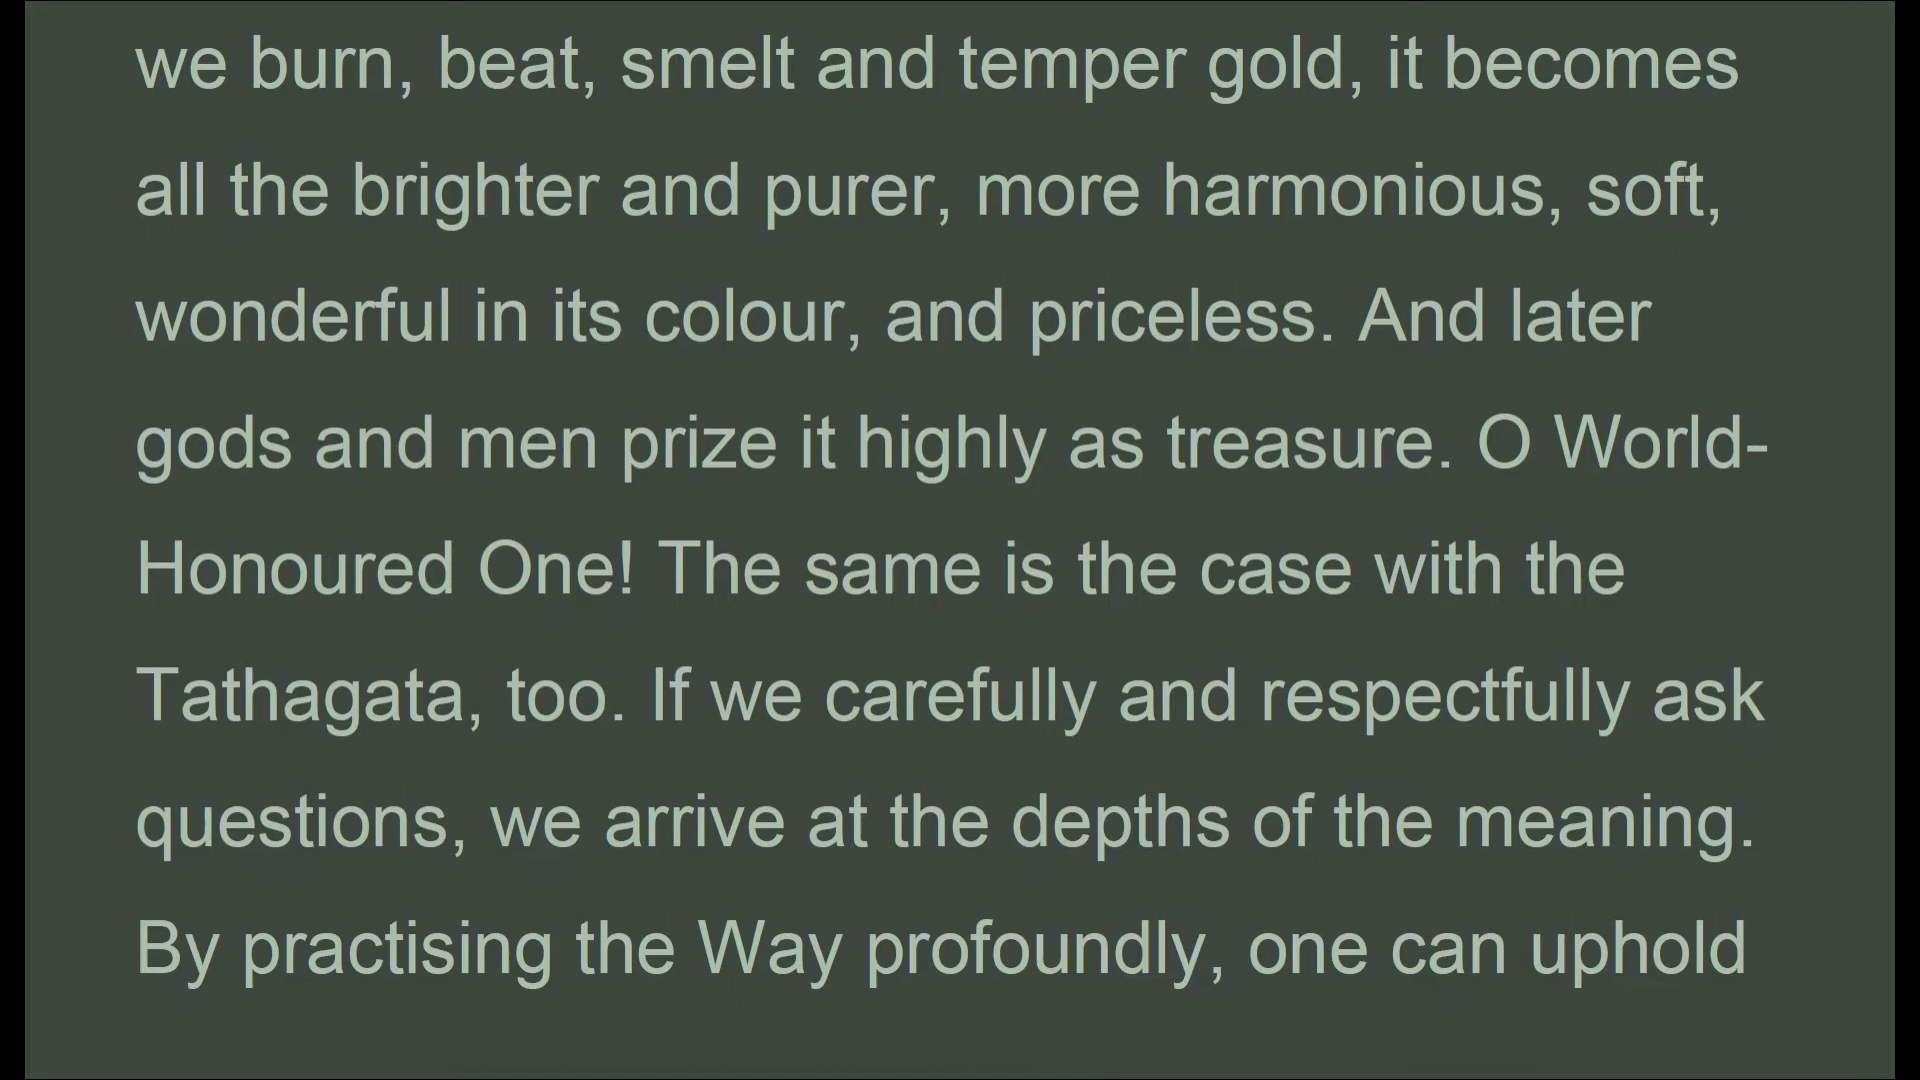 we burn, beat, smelt and temper gold, it becomes
all the brighter and purer, more harmonious, soft,
wonderful in its colour, and priceless. And later
gods and men prize it highly as treasure. O World-
Honoured One! The same is the case with the
Tathagata, too. If we carefully and respectfully ask
questions, we arrive at the depths of the meaning.
By practising the Way profoundly, one can uphold